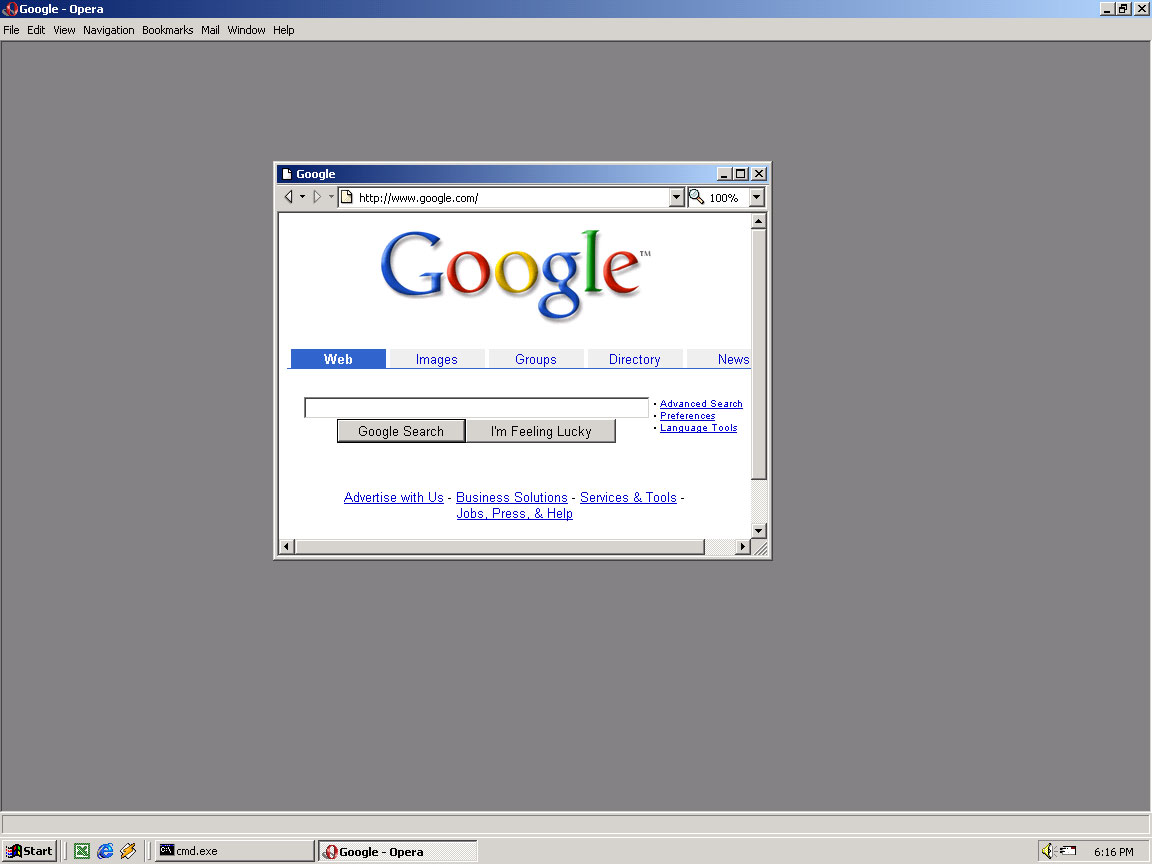 Google - Opera
File Edit View Navigation Bookmarks Mail Window Help
Google
http://www.google.com/ 100%
Google™
Web Images Groups Directory News
• Advanced Search
• Preferences
• Language Tools
Google Search I'm Feeling Lucky
Advertise with Us - Business Solutions - Services & Tools -
Jobs, Press, & Help
Start cmd.exe Google - Opera 6:16 PM